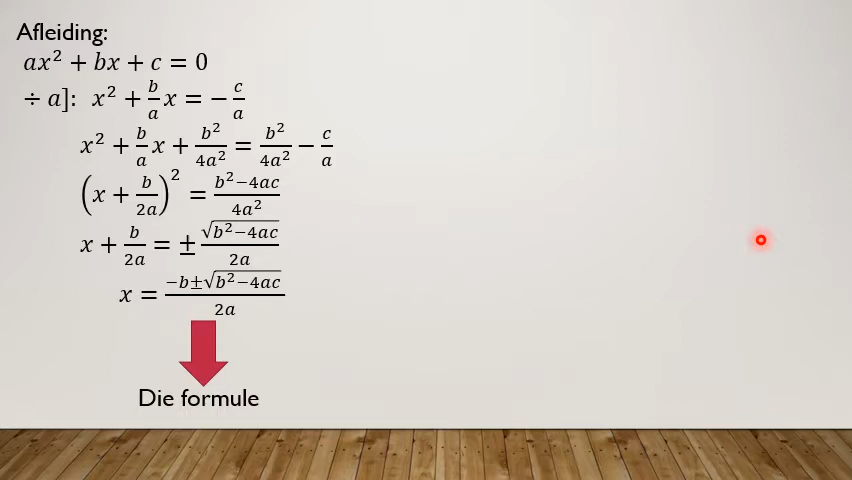 Afleiding:
ax² + bx + c = 0
÷ a]: x² + b/a x = − c/a
x² + b/a x + b²/4a² = b²/4a² − c/a
(x + b/2a)² = b²−4ac/4a²
x + b/2a = ± √(b²−4ac)/2a
x = −b±√(b²−4ac)/2a
Die formule